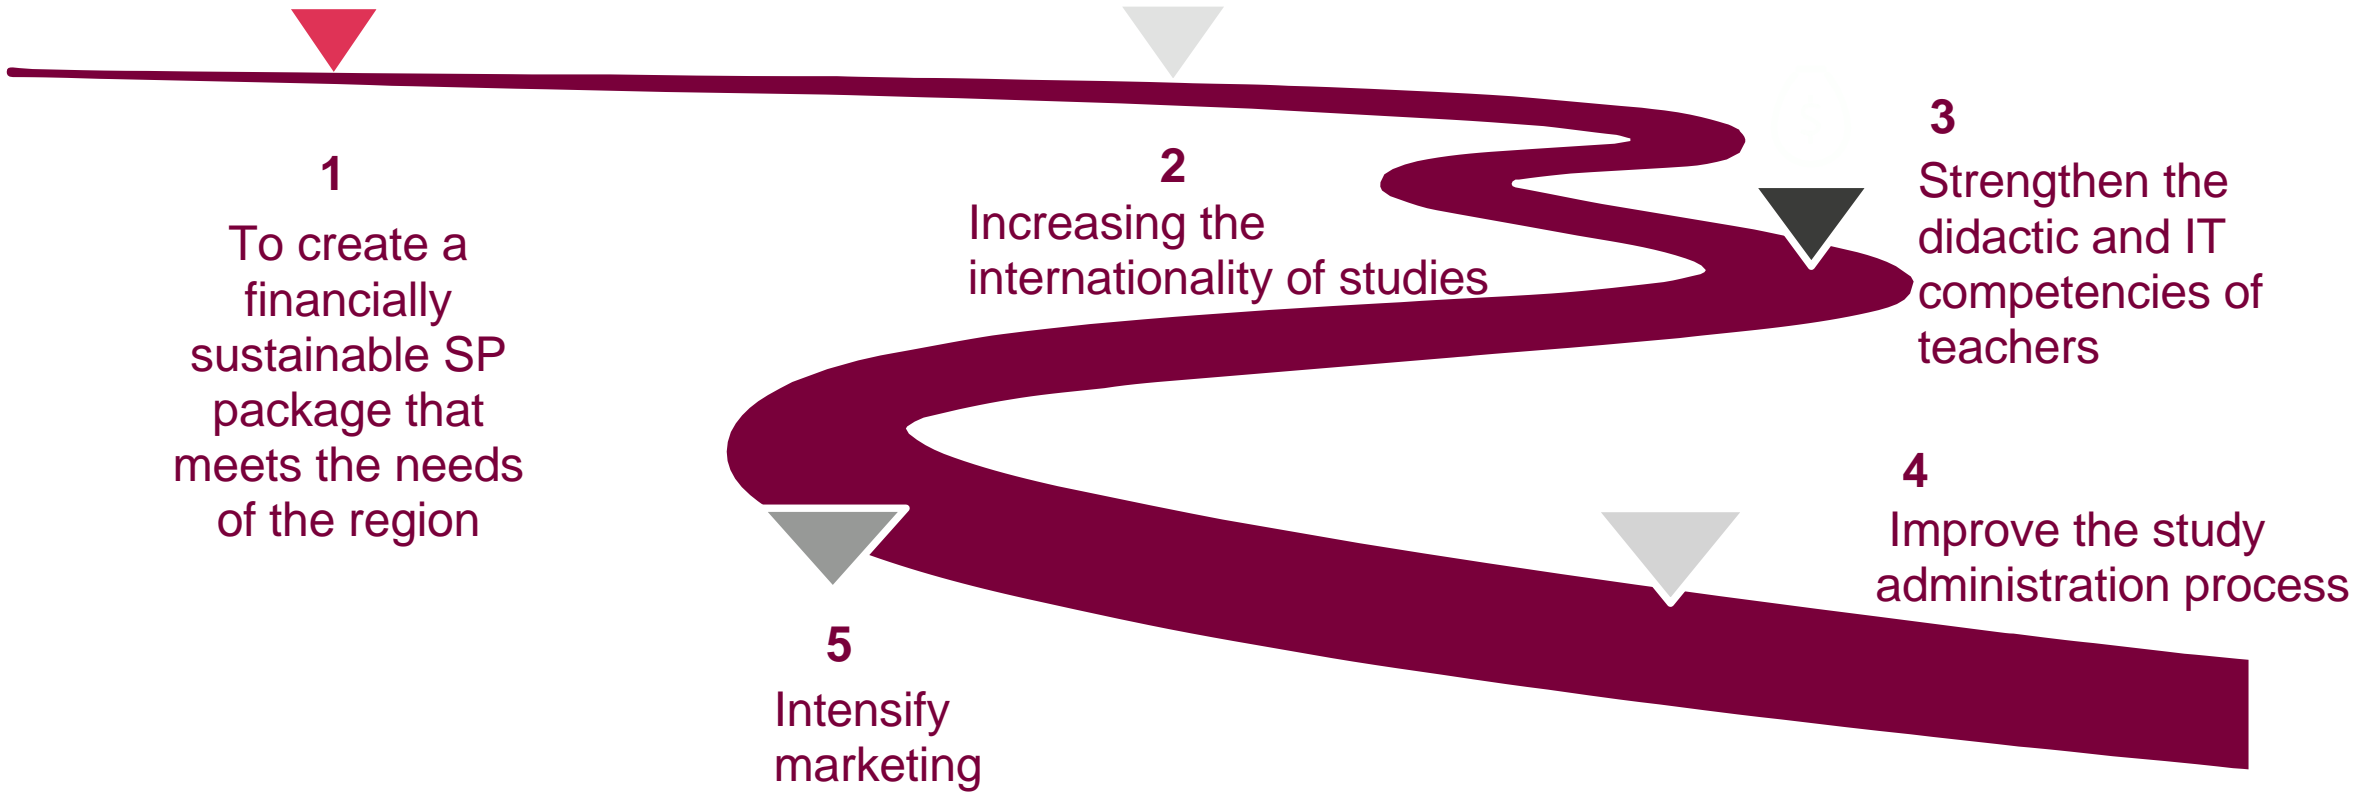 1
To create a
financially
sustainable SP
package that
meets the needs
of the region
2
Increasing the
internationality of studies
3
Strengthen the
didactic and IT
competencies of
teachers
4
Improve the study
administration process
5
Intensify
marketing